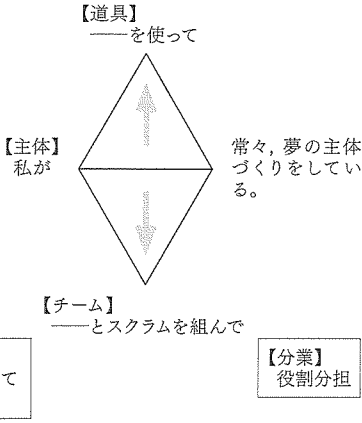 【道具】
――を使って
【主体】
私が
常々，夢の主体
づくりをしてい
る。
【チーム】
――とスクラムを組んで
て
【分業】
役割分担